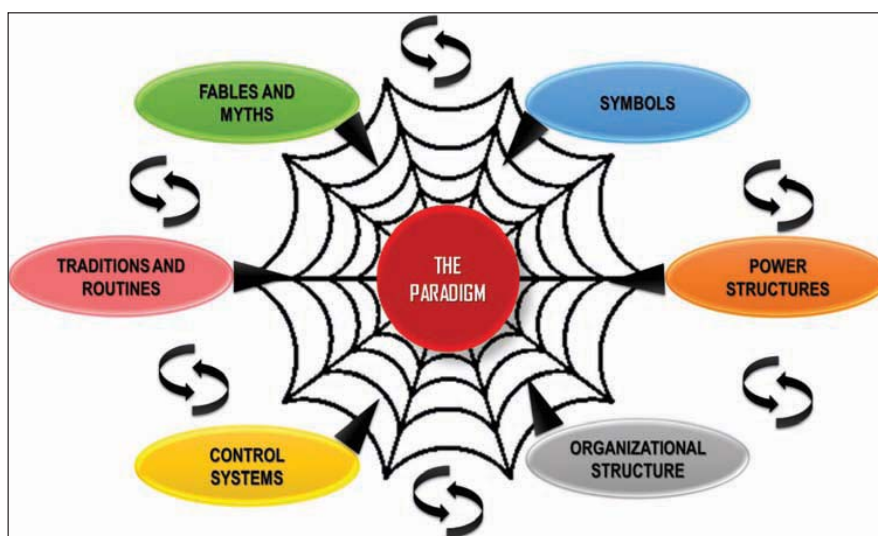 FABLES AND
MYTHS
SYMBOLS
TRADITIONS AND
ROUTINES
THE
PARADIGM
POWER
STRUCTURES
CONTROL
SYSTEMS
ORGANIZATIONAL
STRUCTURE